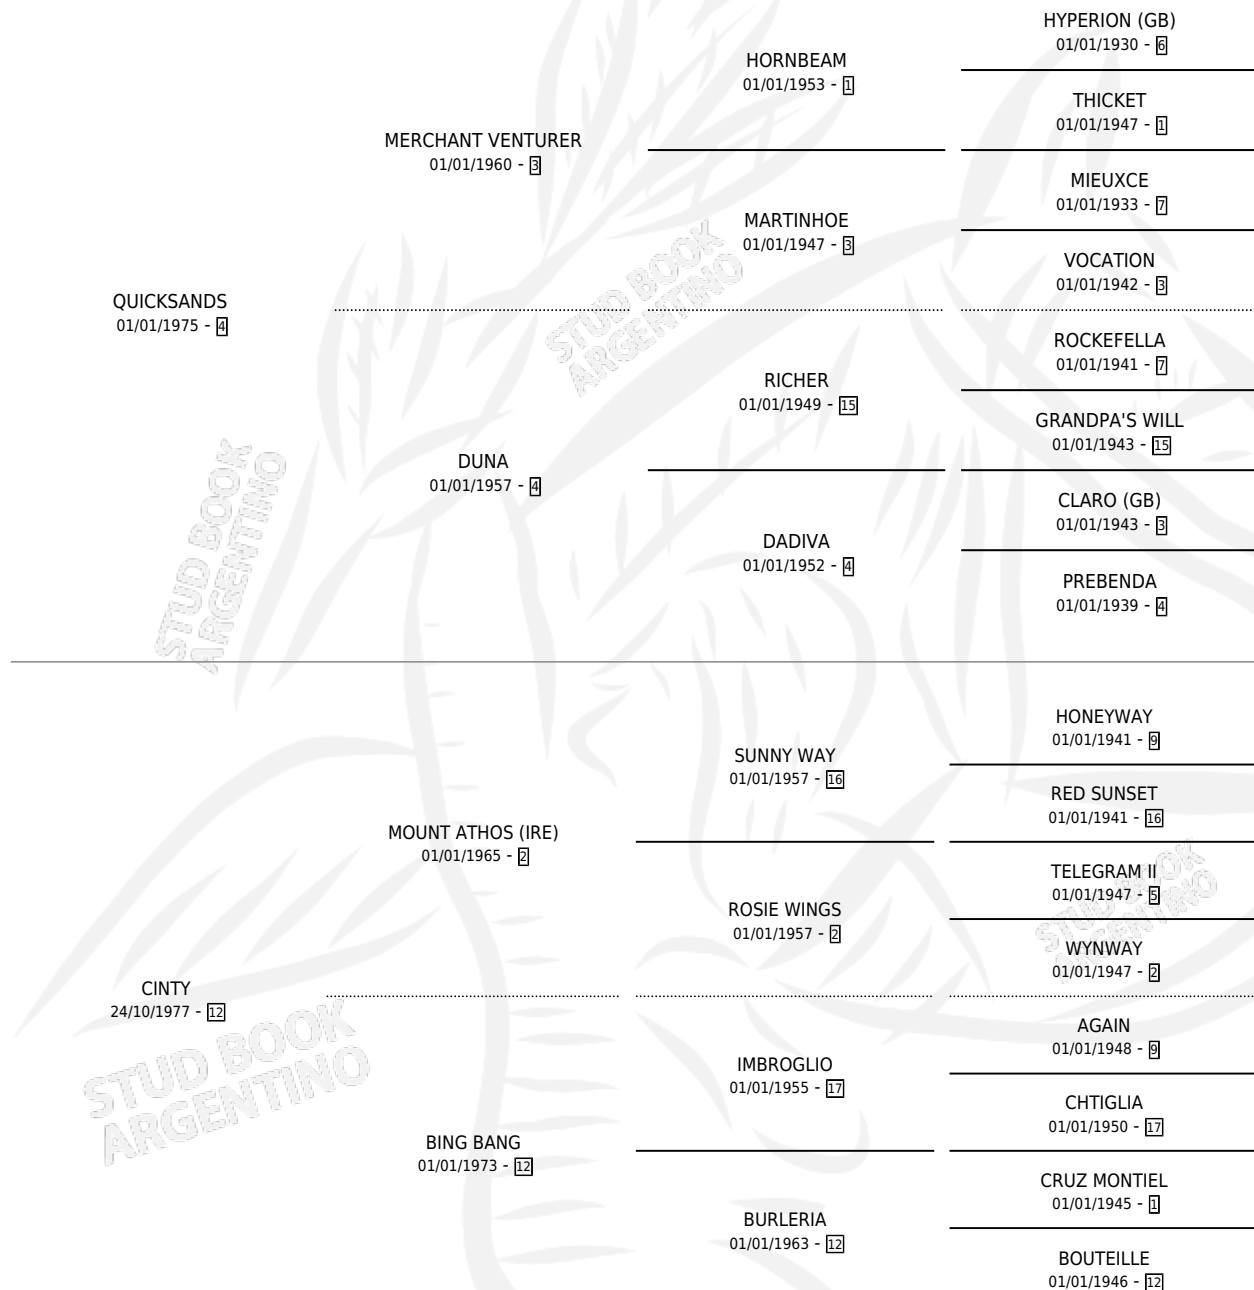 HYPERION (GB)
01/01/1930 - 6
HORNBEAM
01/01/1953 - 1
THICKET
01/01/1947 - 1
MERCHANT VENTURER
01/01/1960 - 3
MIEUXCE
01/01/1933 - 7
MARTINHOE
01/01/1947 - 3
VOCATION
01/01/1942 - 3
STUD BOOK
ARGENTINO
QUICKSANDS
01/01/1975 - 4
ROCKEFELLA
01/01/1941 - 7
RICHER
01/01/1949 - 15
GRANDPA'S WILL
01/01/1943 - 15
DUNA
01/01/1957 - 4
CLARO (GB)
01/01/1943 - 3
DADIVA
01/01/1952 - 4
PREBENDA
01/01/1939 - 4
STUD BOOK
ARGENTINO
HONEYWAY
01/01/1941 - 9
SUNNY WAY
01/01/1957 - 16
RED SUNSET
01/01/1941 - 16
MOUNT ATHOS (IRE)
01/01/1965 - 2
TELEGRAM II
01/01/1947 - 5
ROSIE WINGS
01/01/1957 - 2
WYNWAY
01/01/1947 - 2
STUD BOOK
ARGENTINO
CINTY
24/10/1977 - 12
AGAIN
01/01/1948 - 9
IMBROGLIO
01/01/1955 - 17
CHTIGLIA
01/01/1950 - 17
STUD BOOK
ARGENTINO
BING BANG
01/01/1973 - 12
CRUZ MONTIEL
01/01/1945 - 1
BURLERIA
01/01/1963 - 12
BOUTEILLE
01/01/1946 - 12